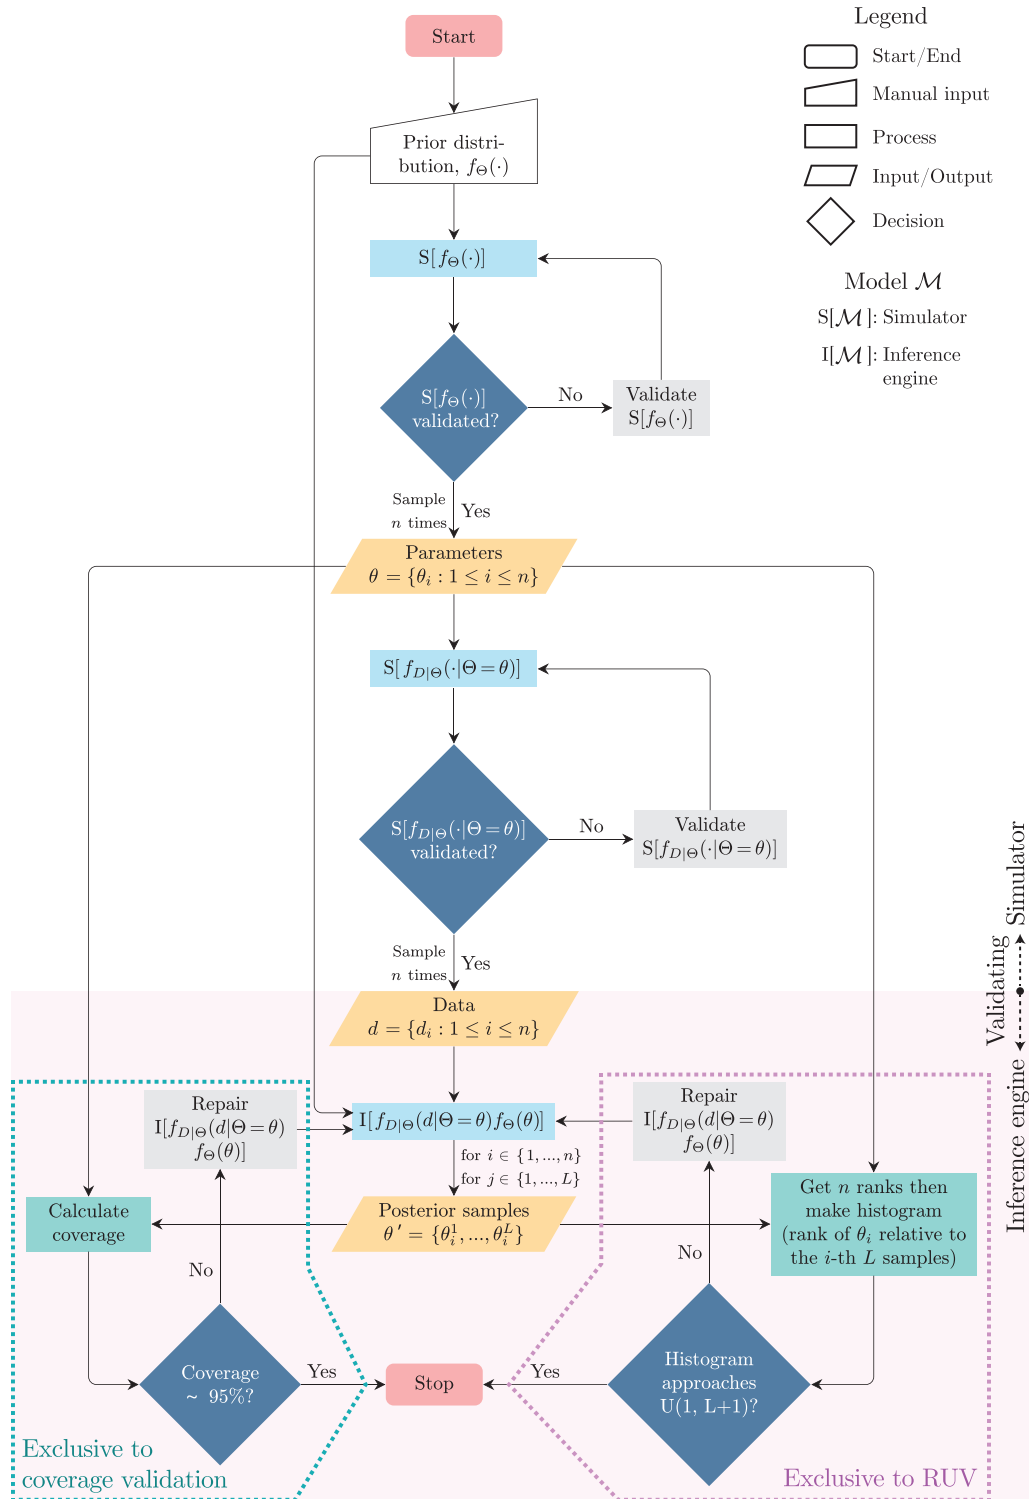 Start
Legend
Start/End
Manual input
Process
Input/Output
Decision
Model ℳ
S[ℳ]: Simulator
I[ℳ]: Inference
engine
Prior distri-
bution, f_Θ(·)
S[f_Θ(·)]
S[f_Θ(·)]
validated?
No
Validate
S[f_Θ(·)]
Sample
n times
Yes
Parameters
θ = {θ_i : 1 ≤ i ≤ n}
S[f_{D|Θ}(·|Θ=θ)]
S[f_{D|Θ}(·|Θ=θ)]
validated?
No
Validate
S[f_{D|Θ}(·|Θ=θ)]
Sample
n times
Yes
Validating
Simulator
Inference engine
Data
d = {d_i : 1 ≤ i ≤ n}
Repair
I[f_{D|Θ}(d|Θ=θ)
f_Θ(θ)]
I[f_{D|Θ}(d|Θ=θ)f_Θ(θ)]
Repair
I[f_{D|Θ}(d|Θ=θ)
f_Θ(θ)]
for i ∈ {1,...,n}
for j ∈ {1,...,L}
Calculate
coverage
Posterior samples
θ′ = {θ_i^1,...,θ_i^L}
Get n ranks then
make histogram
(rank of θ_i relative to
the i-th L samples)
No
No
Coverage
~ 95%?
Yes
Stop
Yes
Histogram
approaches
U(1, L+1)?
Exclusive to
coverage validation
Exclusive to RUV